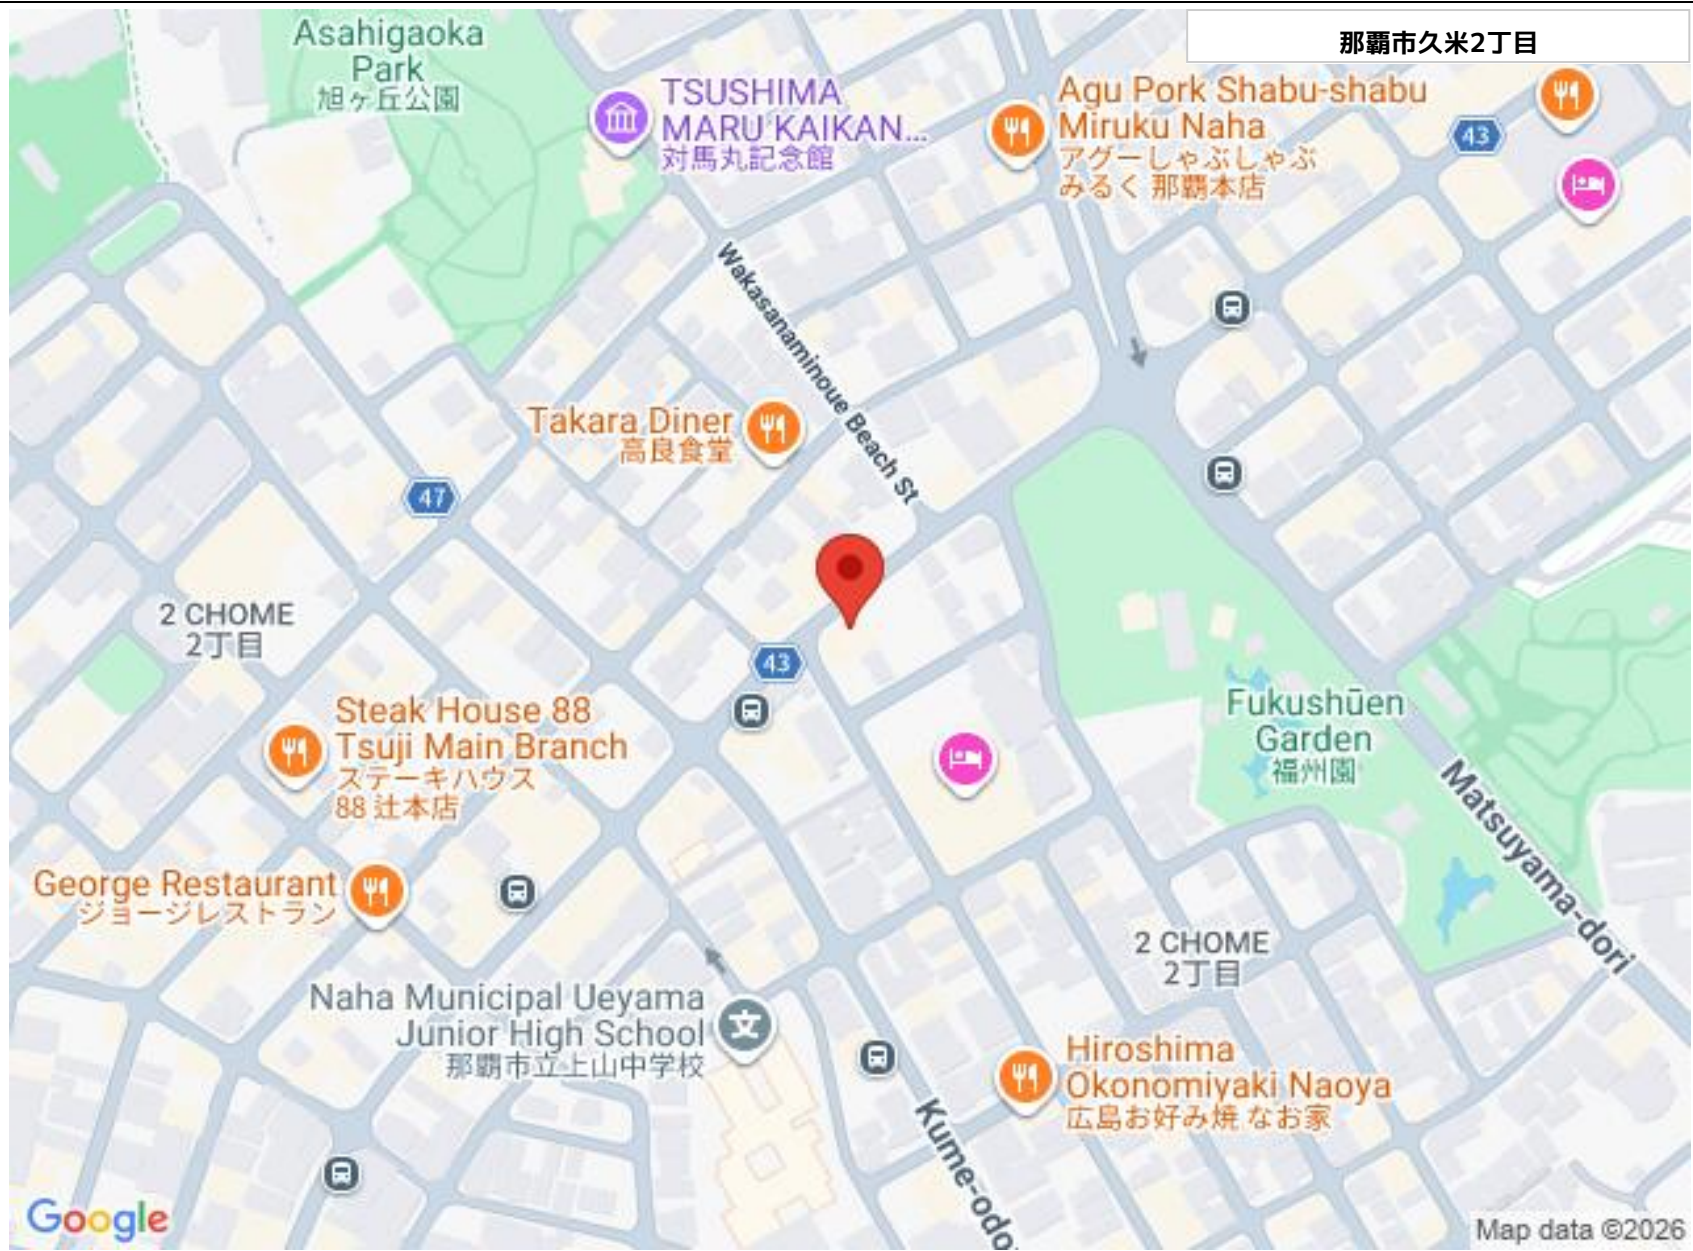 那覇市久米2丁目
Asahigaoka
Park
旭ヶ丘公園
TSUSHIMA
MARU KAIKAN...
対馬丸記念館
Agu Pork Shabu-shabu
Miruku Naha
アグーしゃぶしゃぶ
みるく 那覇本店
43
Wakasanaminoue Beach St
Takara Diner
高良食堂
47
2 CHOME
2丁目
43
Steak House 88
Tsuji Main Branch
ステーキハウス
88 辻本店
Fukushūen
Garden
福州園
Matsuyama-dori
George Restaurant
ジョージレストラン
2 CHOME
2丁目
Naha Municipal Ueyama
Junior High School
那覇市立上山中学校
文
Hiroshima
Okonomiyaki Naoya
広島お好み焼 なお家
Kume-odo
Google
Map data ©2026